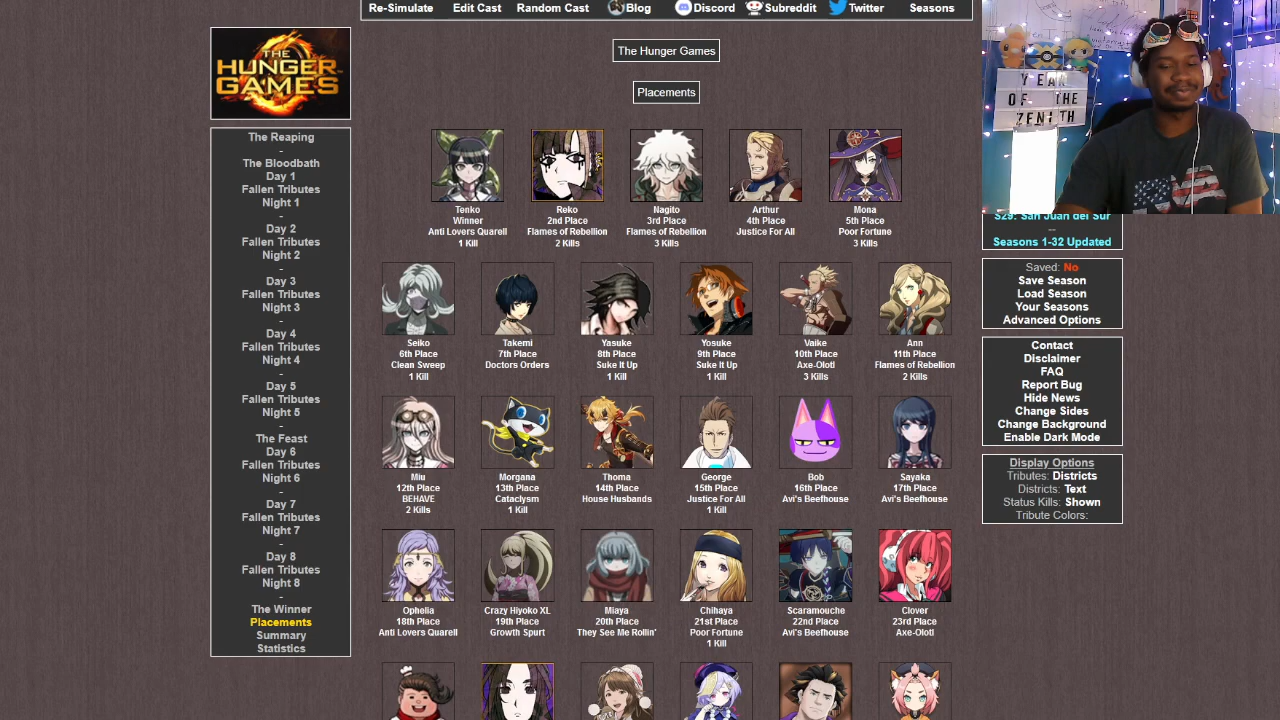 Re-Simulate Edit Cast Random Cast Blog Discord Subreddit Twitter Seasons
THE
HUNGER
GAMES
The Reaping
-
The Bloodbath
Day 1
Fallen Tributes
Night 1
-
Day 2
Fallen Tributes
Night 2
-
Day 3
Fallen Tributes
Night 3
-
Day 4
Fallen Tributes
Night 4
-
Day 5
Fallen Tributes
Night 5
-
The Feast
Day 6
Fallen Tributes
Night 6
-
Day 7
Fallen Tributes
Night 7
-
Day 8
Fallen Tributes
Night 8
-
The Winner
Placements
Summary
Statistics
The Hunger Games
Placements
Tenko
Winner
Anti Lovers Quarell
1 Kill
Reko
2nd Place
Flames of Rebellion
2 Kills
Nagito
3rd Place
Flames of Rebellion
3 Kills
Arthur
4th Place
Justice For All
Mona
5th Place
Poor Fortune
3 Kills
Seiko
6th Place
Clean Sweep
1 Kill
Takemi
7th Place
Doctors Orders
Yasuke
8th Place
Suke It Up
1 Kill
Yosuke
9th Place
Suke It Up
1 Kill
Vaike
10th Place
Axe-Olotl
3 Kills
Ann
11th Place
Flames of Rebellion
2 Kills
Miu
12th Place
BEHAVE
2 Kills
Morgana
13th Place
Cataclysm
1 Kill
Thoma
14th Place
House Husbands
George
15th Place
Justice For All
1 Kill
Bob
16th Place
Avi's Beefhouse
Sayaka
17th Place
Avi's Beefhouse
Ophelia
18th Place
Anti Lovers Quarell
Crazy Hiyoko XL
19th Place
Growth Spurt
Miaya
20th Place
They See Me Rollin'
Chihaya
21st Place
Poor Fortune
1 Kill
Scaramouche
22nd Place
Avi's Beefhouse
Clover
23rd Place
Axe-Olotl
YEAR
OF THE
ZENITH
S29: San Juan del Sur
--
Seasons 1-32 Updated
Saved: No
Save Season
Load Season
Your Seasons
Advanced Options
Contact
Disclaimer
FAQ
Report Bug
Hide News
Change Sides
Change Background
Enable Dark Mode
Display Options
Tributes: Districts
Districts: Text
Status Kills: Shown
Tribute Colors: